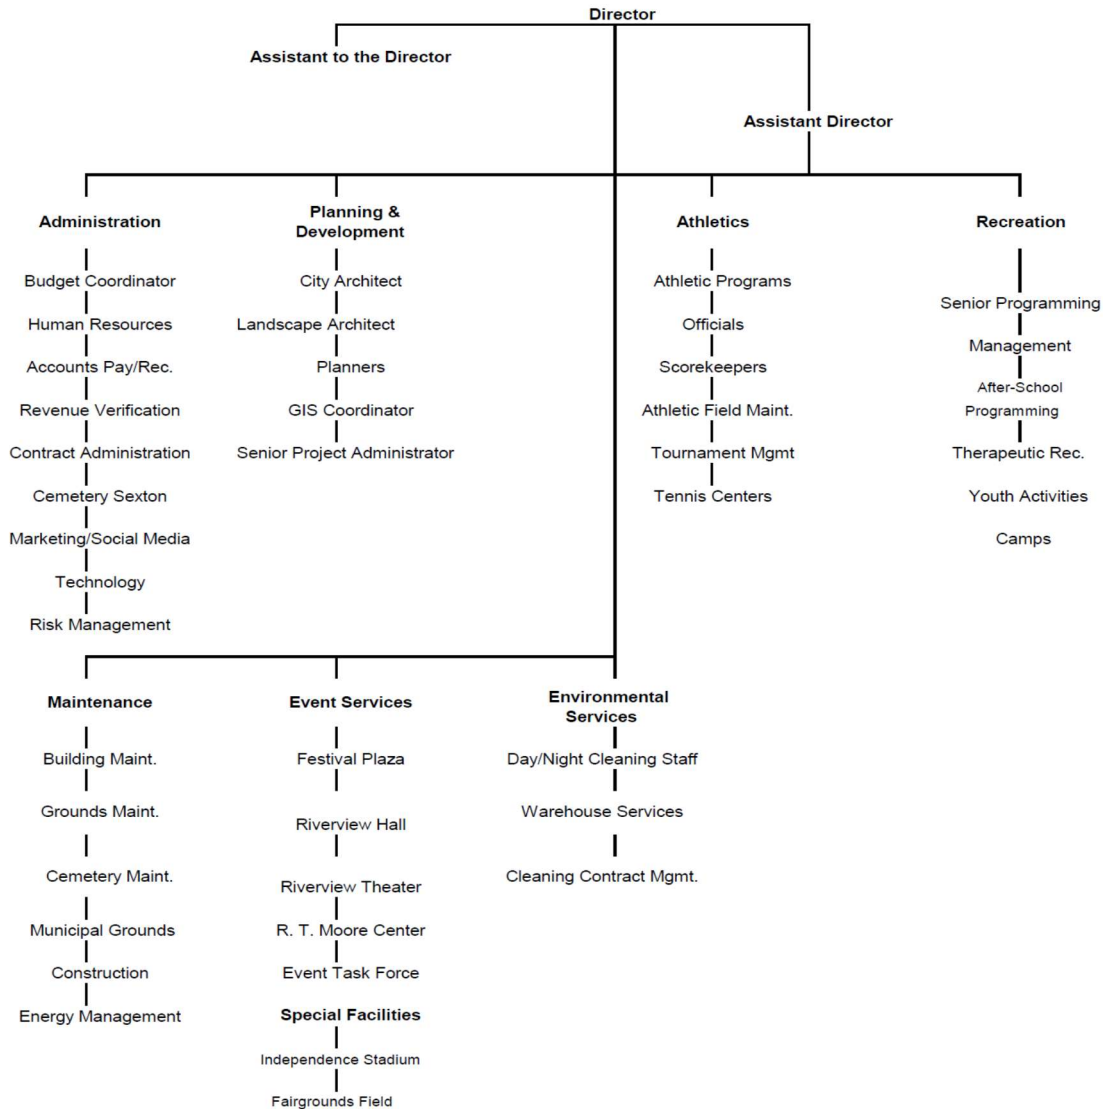 Director
Assistant to the Director
Assistant Director
Administration
Budget Coordinator
Human Resources
Accounts Pay/Rec.
Revenue Verification
Contract Administration
Cemetery Sexton
Marketing/Social Media
Technology
Risk Management
Planning &
Development
City Architect
Landscape Architect
Planners
GIS Coordinator
Senior Project Administrator
Athletics
Athletic Programs
Officials
Scorekeepers
Athletic Field Maint.
Tournament Mgmt
Tennis Centers
Recreation
Senior Programming
Management
After-School
Programming
Therapeutic Rec.
Youth Activities
Camps
Maintenance
Building Maint.
Grounds Maint.
Cemetery Maint.
Municipal Grounds
Construction
Energy Management
Event Services
Festival Plaza
Riverview Hall
Riverview Theater
R. T. Moore Center
Event Task Force
Special Facilities
Independence Stadium
Fairgrounds Field
Environmental
Services
Day/Night Cleaning Staff
Warehouse Services
Cleaning Contract Mgmt.